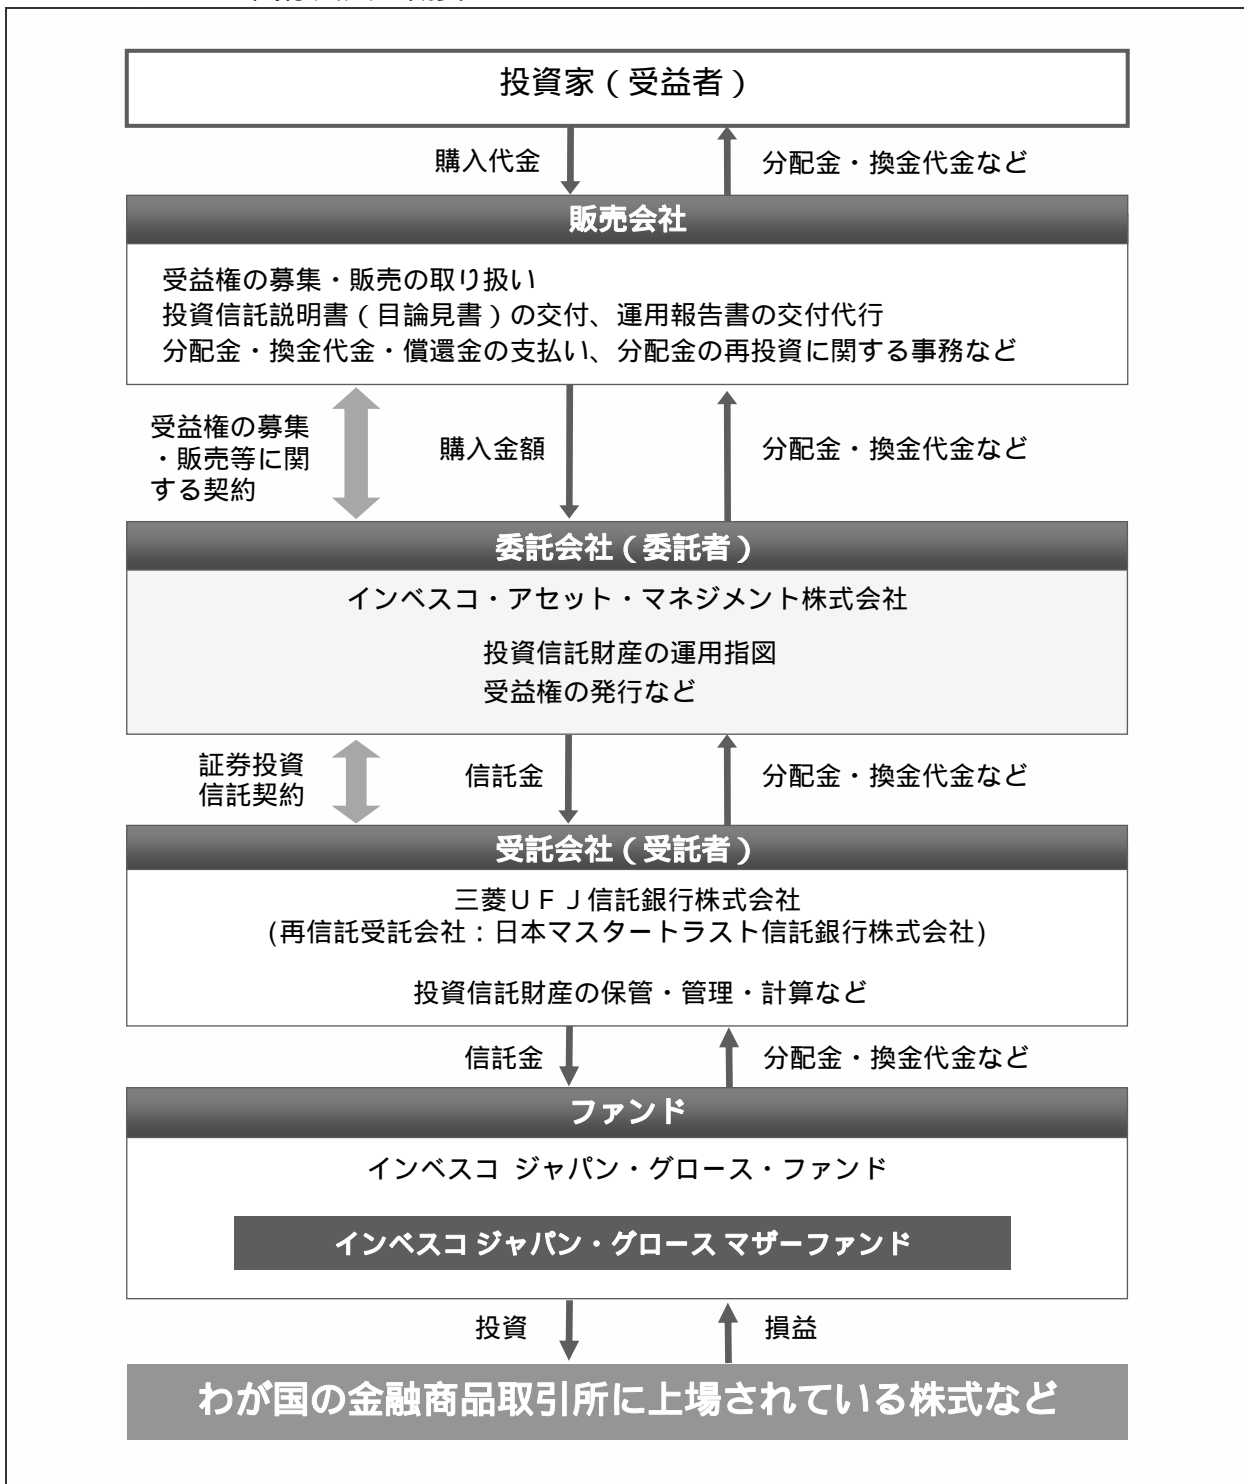 投資家（受益者）
購入代金
分配金・換金代金など
販売会社
受益権の募集・販売の取り扱い
投資信託説明書（目論見書）の交付、運用報告書の交付代行
分配金・換金代金・償還金の支払い、分配金の再投資に関する事務など
受益権の募集
・販売等に関
する契約
購入金額
分配金・換金代金など
委託会社（委託者）
インベスコ・アセット・マネジメント株式会社
投資信託財産の運用指図
受益権の発行など
証券投資
信託契約
信託金
分配金・換金代金など
受託会社（受託者）
三菱ＵＦＪ信託銀行株式会社
(再信託受託会社：日本マスタートラスト信託銀行株式会社)
投資信託財産の保管・管理・計算など
信託金
分配金・換金代金など
ファンド
インベスコ ジャパン・グロース・ファンド
インベスコ ジャパン・グロース マザーファンド
投資
損益
わが国の金融商品取引所に上場されている株式など